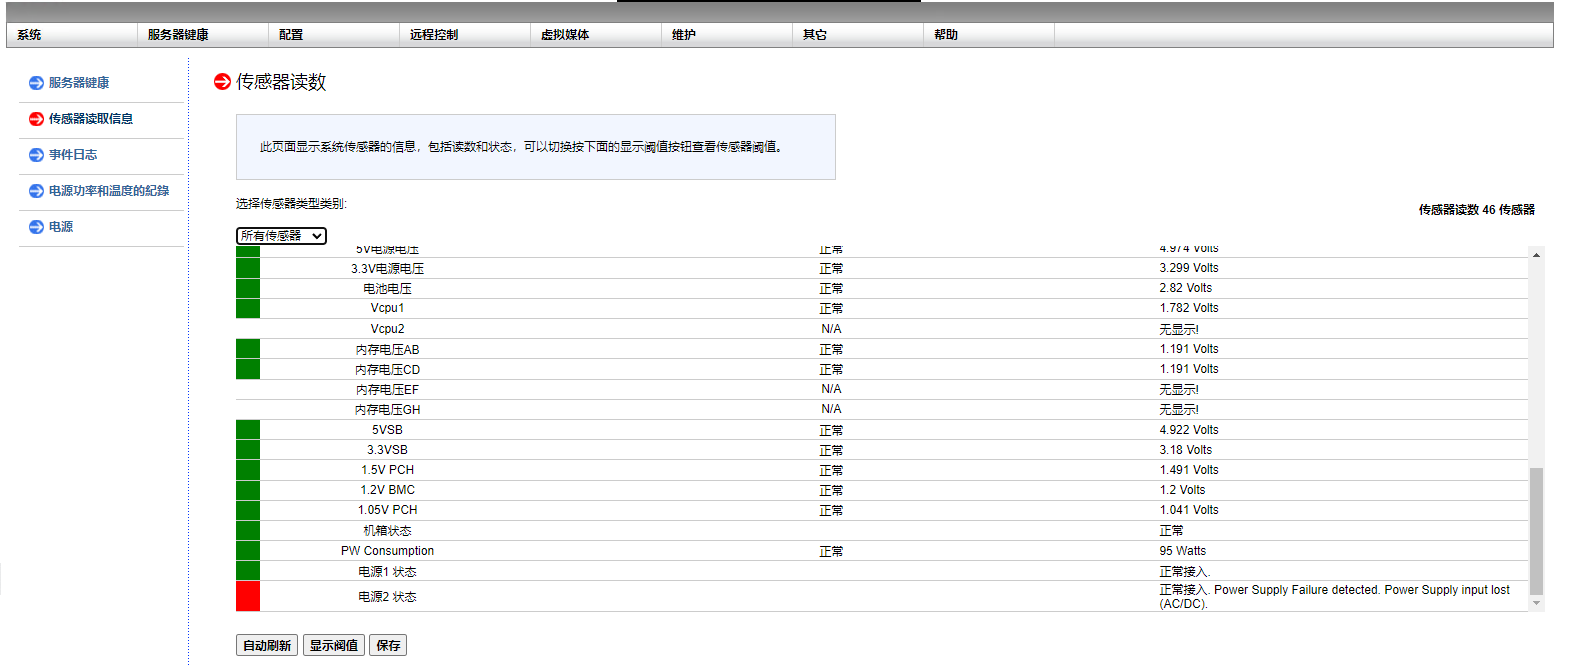 系统 服务器健康 配置 远程控制 虚拟媒体 维护 其它 帮助
服务器健康
传感器读取信息
事件日志
电源功率和温度的紀錄
电源
传感器读数
此页面显示系统传感器的信息，包括读数和状态，可以切换按下面的显示阈值按钮查看传感器阈值。
选择传感器类型类别:
传感器读数 46 传感器
所有传感器
5V电源电压 正常 4.974 Volts
3.3V电源电压 正常 3.299 Volts
电池电压 正常 2.82 Volts
Vcpu1 正常 1.782 Volts
Vcpu2 N/A 无显示!
内存电压AB 正常 1.191 Volts
内存电压CD 正常 1.191 Volts
内存电压EF N/A 无显示!
内存电压GH N/A 无显示!
5VSB 正常 4.922 Volts
3.3VSB 正常 3.18 Volts
1.5V PCH 正常 1.491 Volts
1.2V BMC 正常 1.2 Volts
1.05V PCH 正常 1.041 Volts
机箱状态 正常
PW Consumption 正常 95 Watts
电源1 状态 正常接入.
电源2 状态 正常接入. Power Supply Failure detected. Power Supply input lost
(AC/DC).
自动刷新 显示阀值 保存